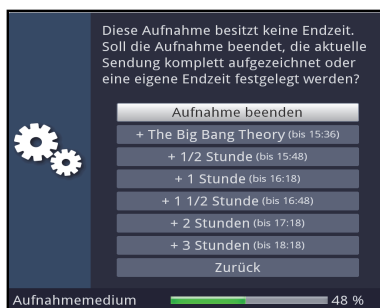 Diese Aufnahme besitzt keine Endzeit.
Soll die Aufnahme beendet, die aktuelle
Sendung komplett aufgezeichnet oder
eine eigene Endzeit festgelegt werden?
Aufnahme beenden
+ The Big Bang Theory (bis 15:36)
+ 1/2 Stunde (bis 15:48)
+ 1 Stunde (bis 16:18)
+ 1 1/2 Stunde (bis 16:48)
+ 2 Stunden (bis 17:18)
+ 3 Stunden (bis 18:18)
Zurück
Aufnahmemedium 48 %